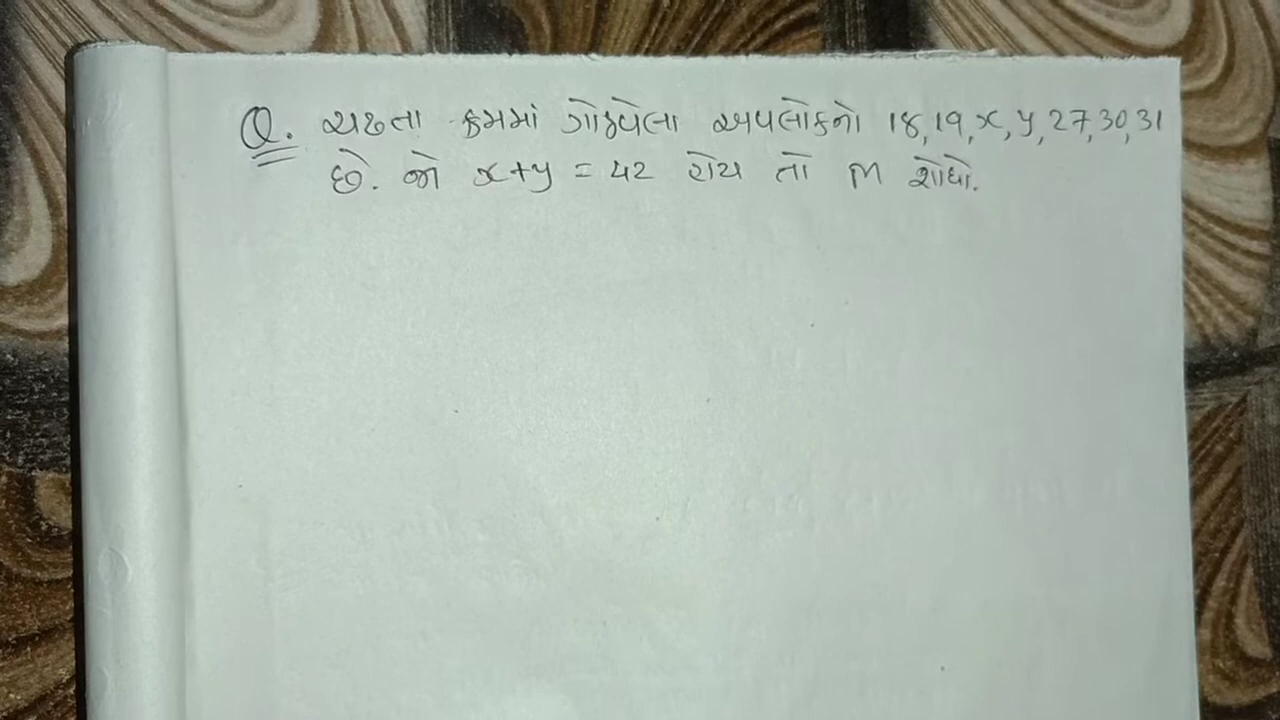 Q. ચઢતા ક્રમમાં ગોઠવેલા અવલોકનો 18, 19, x, y, 27, 30, 31
છે. જો x+y = 42 હોય તો M શોધો.